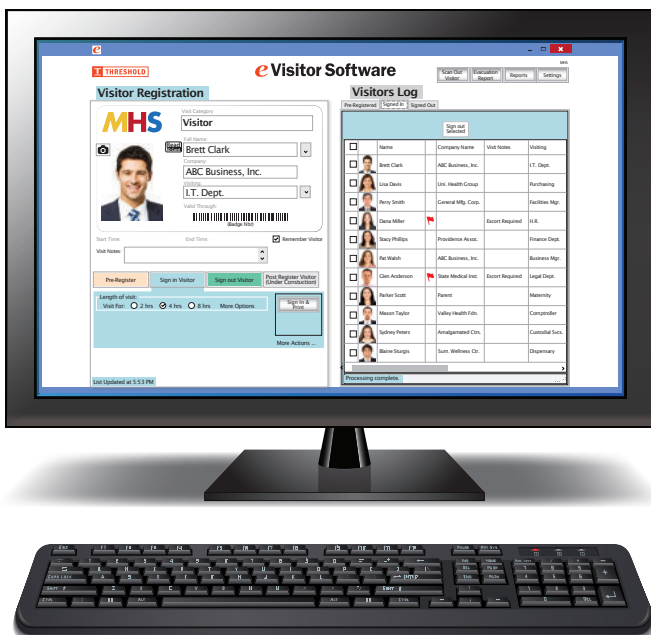 e
THRESHOLD
eVisitor Software
MHS
Scan Out Visitor
Evacuation Report
Reports
Settings
Visitor Registration
MHS
Visit Category
Visitor
Full Name
Brett Clark
Company
ABC Business, Inc.
Visiting
I.T. Dept.
Valid Through:
(Badge Nbr)
Start Time
End Time
Remember Visitor
Visit Notes:
Pre-Register
Sign in Visitor
Sign out Visitor
Post Register Visitor
(Under Constuction)
Length of visit:
Visit For: 2 hrs 4 hrs 8 hrs More Options
Sign In &
Print
More Actions ...
List Updated at 5:53 PM
Visitors Log
Pre-Registered Signed In Signed Out
Sign out
Selected
Name Company Name Visit Notes Visiting
Brett Clark ABC Business, Inc. I.T. Dept.
Lisa Davis Uni. Health Group Purchasing
Perry Smith General Mfg. Corp. Facilities Mgr.
Dana Miller Escort Required H.R.
Stacy Phillips Providence Assoc. Finance Dept.
Pat Walsh ABC Business, Inc. Business Mgr.
Glen Anderson State Medical Inst. Escort Required Legal Dept.
Parker Scott Parent Maternity
Mason Taylor Valley Health Fdn. Comptroller
Sydney Peters Amalgamated Ctrs. Custodial Svcs.
Blaine Sturgis Sum. Wellness Ctr. Dispensary
Processing complete.